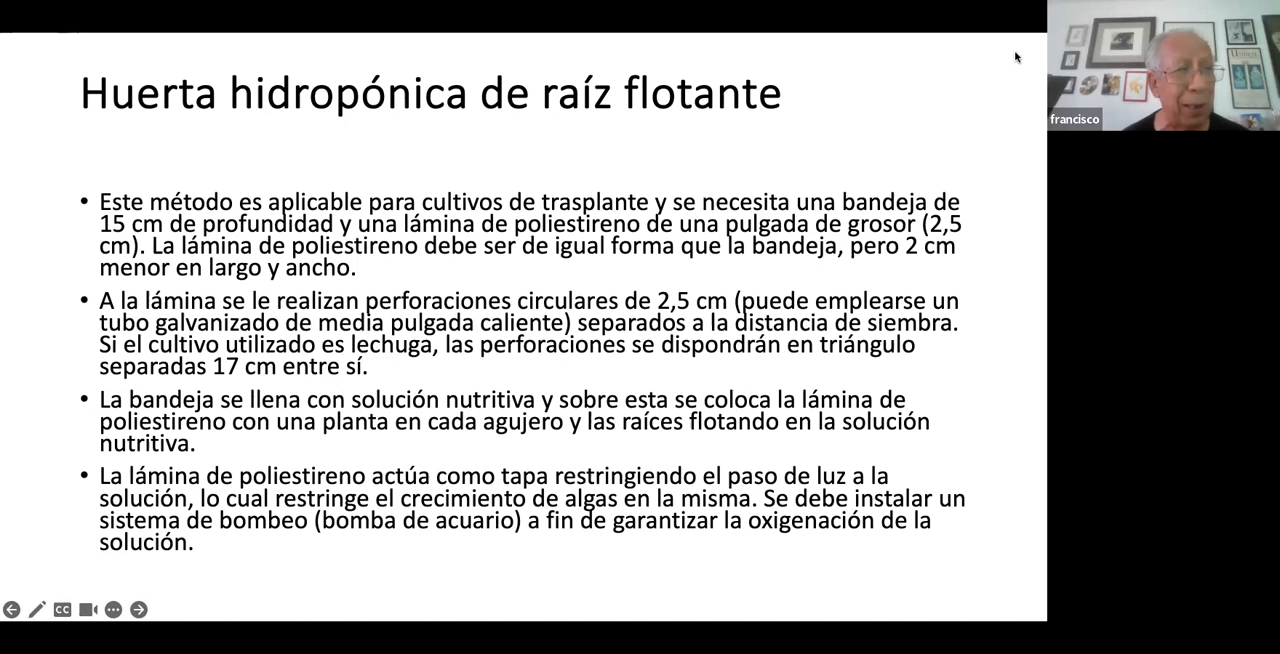 Huerta hidropónica de raíz flotante
francisco
• Este método es aplicable para cultivos de trasplante y se necesita una bandeja de
15 cm de profundidad y una lámina de poliestireno de una pulgada de grosor (2,5
cm). La lámina de poliestireno debe ser de igual forma que la bandeja, pero 2 cm
menor en largo y ancho.
• A la lámina se le realizan perforaciones circulares de 2,5 cm (puede emplearse un
tubo galvanizado de media pulgada caliente) separados a la distancia de siembra.
Si el cultivo utilizado es lechuga, las perforaciones se dispondrán en triángulo
separadas 17 cm entre sí.
• La bandeja se llena con solución nutritiva y sobre esta se coloca la lámina de
poliestireno con una planta en cada agujero y las raíces flotando en la solución
nutritiva.
• La lámina de poliestireno actúa como tapa restringiendo el paso de luz a la
solución, lo cual restringe el crecimiento de algas en la misma. Se debe instalar un
sistema de bombeo (bomba de acuario) a fin de garantizar la oxigenación de la
solución.
CC